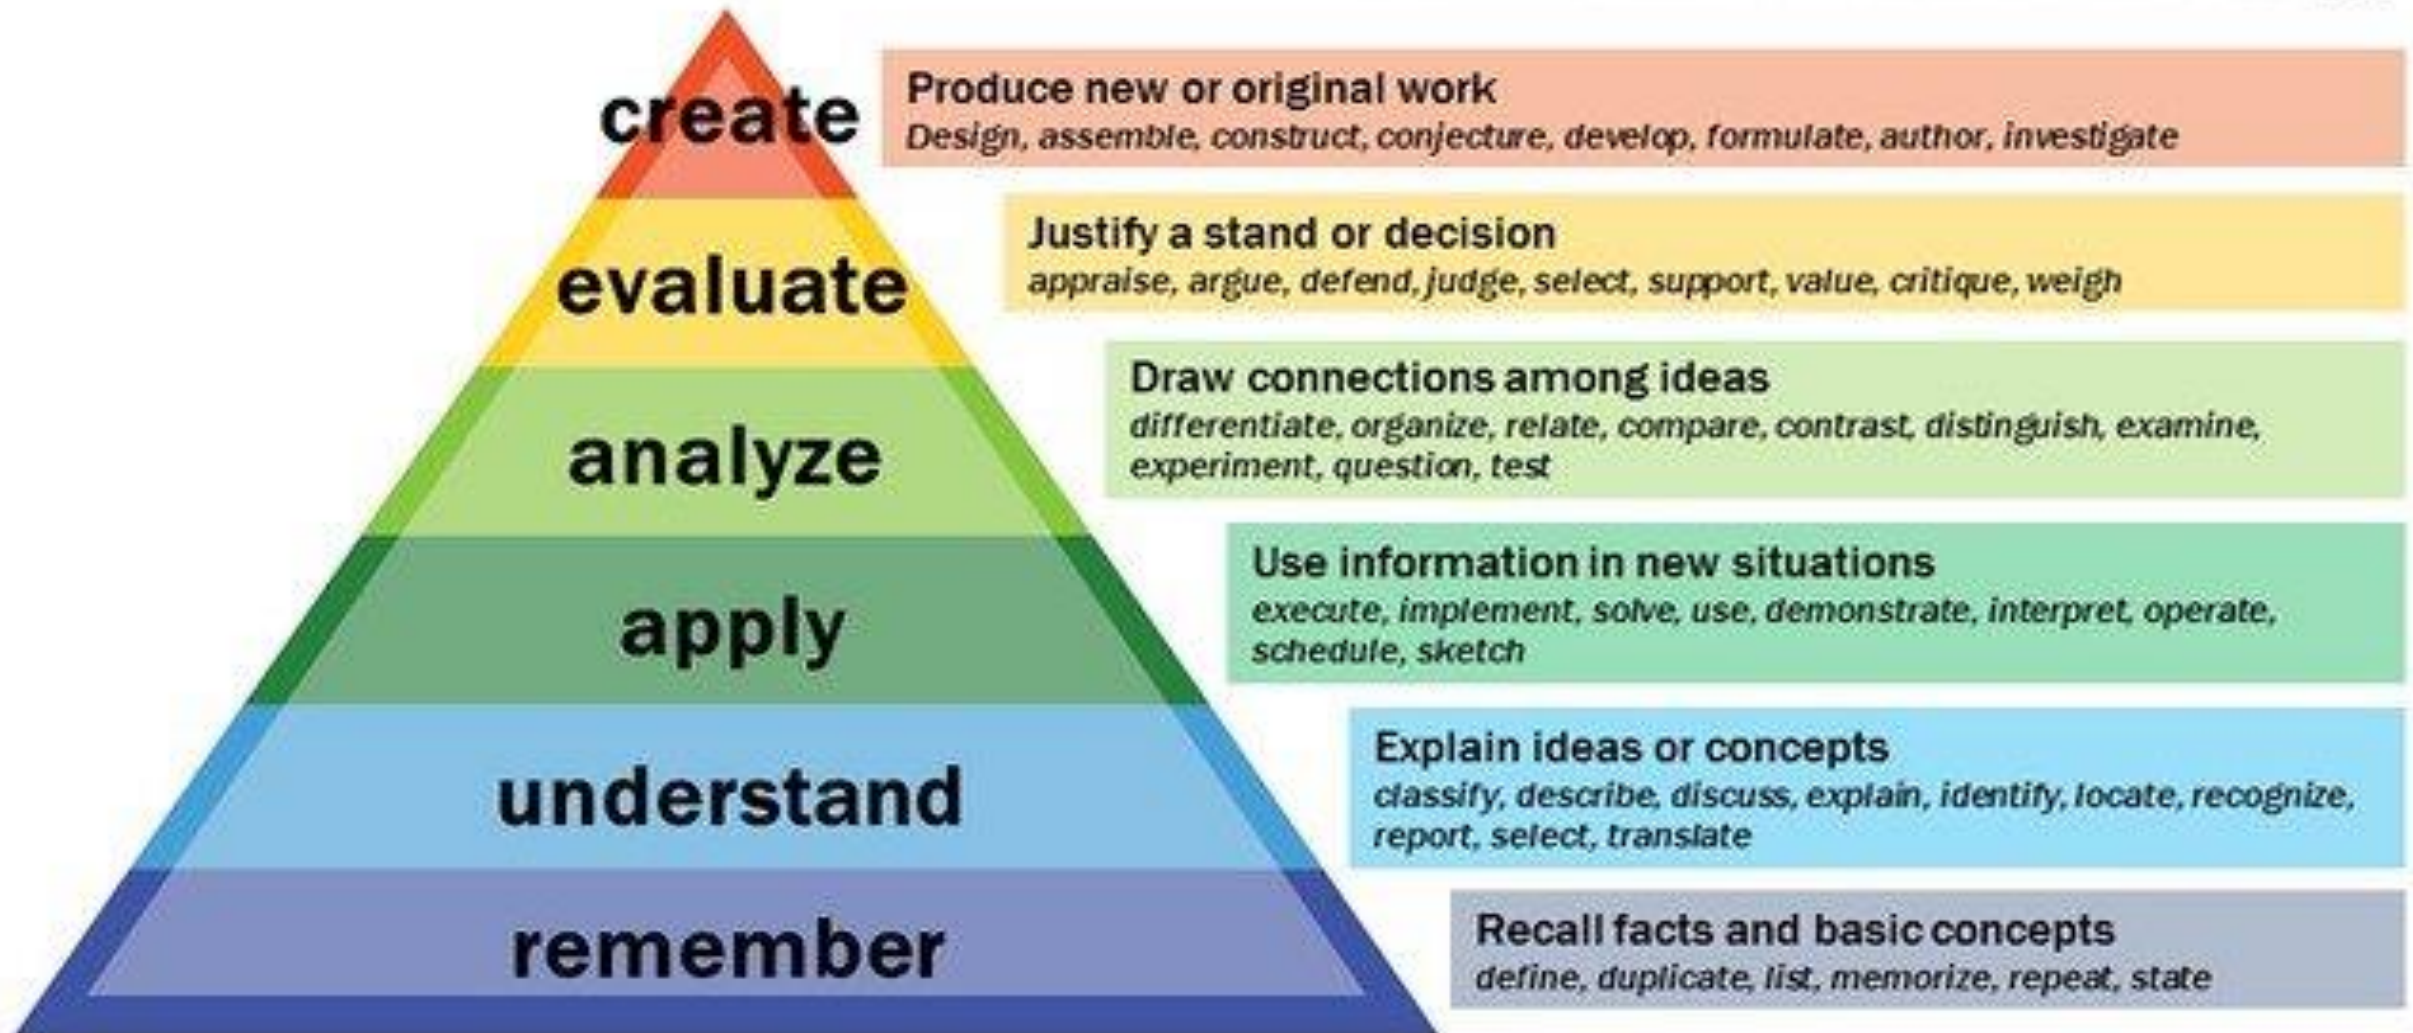 create
Produce new or original work
Design, assemble, construct, conjecture, develop, formulate, author, investigate
evaluate
Justify a stand or decision
appraise, argue, defend, judge, select, support, value, critique, weigh
analyze
Draw connections among ideas
differentiate, organize, relate, compare, contrast, distinguish, examine,
experiment, question, test
apply
Use information in new situations
execute, implement, solve, use, demonstrate, interpret, operate,
schedule, sketch
understand
Explain ideas or concepts
classify, describe, discuss, explain, identify, locate, recognize,
report, select, translate
remember
Recall facts and basic concepts
define, duplicate, list, memorize, repeat, state